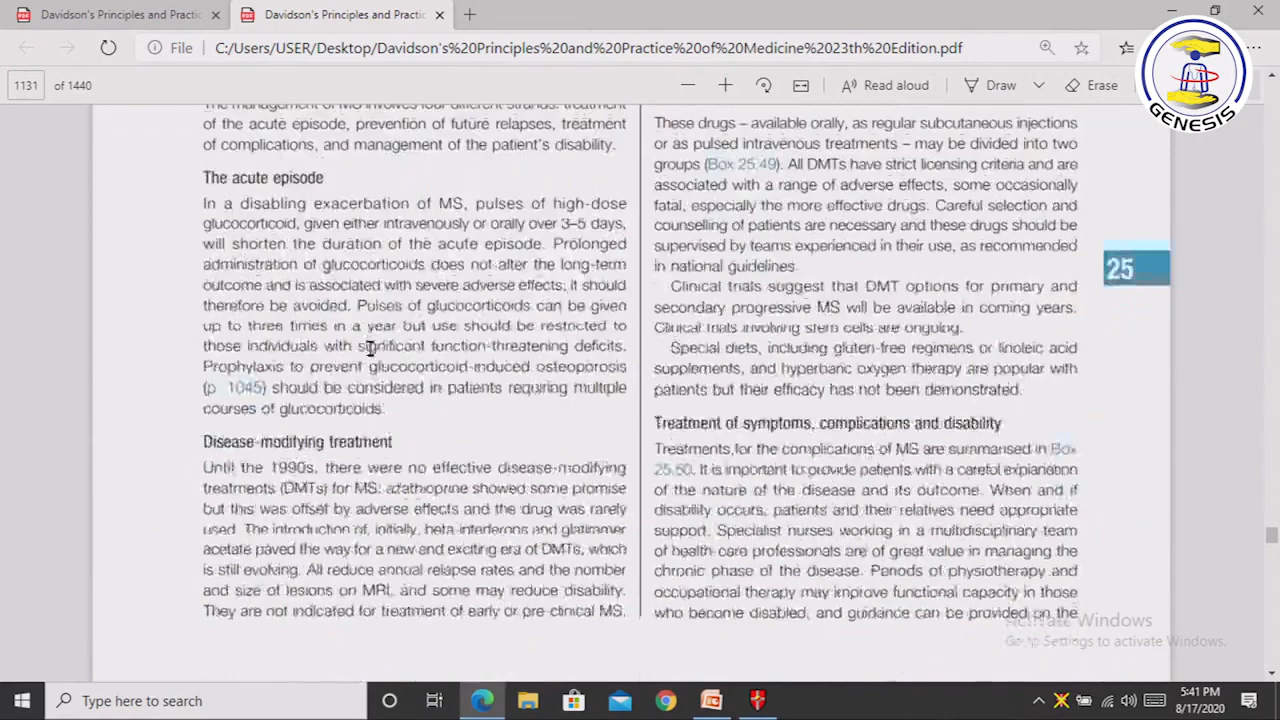 Davidson's Principles and Practic
Davidson's Principles and Practic
File
C:/Users/USER/Desktop/Davidson's%20Principles%20and%20Practice%20of%20Medicine%2023th%20Edition.pdf
1131 of 1440
Read aloud
Draw
Erase
GENESIS
The management of MS involves four different strands: treatment
of the acute episode, prevention of future relapses, treatment
of complications, and management of the patient's disability.
The acute episode
In a disabling exacerbation of MS, pulses of high-dose
glucocorticoid, given either intravenously or orally over 3–5 days,
will shorten the duration of the acute episode. Prolonged
administration of glucocorticoids does not alter the long-term
outcome and is associated with severe adverse effects; it should
therefore be avoided. Pulses of glucocorticoids can be given
up to three times in a year but use should be restricted to
those individuals with significant function-threatening deficits.
Prophylaxis to prevent glucocorticoid-induced osteoporosis
(p. 1045) should be considered in patients requiring multiple
courses of glucocorticoids.
Disease-modifying treatment
Until the 1990s, there were no effective disease-modifying
treatments (DMTs) for MS: azathioprine showed some promise
but this was offset by adverse effects and the drug was rarely
used. The introduction of, initially, beta-interferons and glatiramer
acetate paved the way for a new and exciting era of DMTs, which
is still evolving. All reduce annual relapse rates and the number
and size of lesions on MRI, and some may reduce disability.
They are not indicated for treatment of early or pre-clinical MS.
These drugs – available orally, as regular subcutaneous injections
or as pulsed intravenous treatments – may be divided into two
groups (Box 25.49). All DMTs have strict licensing criteria and are
associated with a range of adverse effects, some occasionally
fatal, especially the more effective drugs. Careful selection and
counselling of patients are necessary and these drugs should be
supervised by teams experienced in their use, as recommended
in national guidelines.
Clinical trials suggest that DMT options for primary and
secondary progressive MS will be available in coming years.
Clinical trials involving stem cells are ongoing.
Special diets, including gluten-free regimens or linoleic acid
supplements, and hyperbaric oxygen therapy are popular with
patients but their efficacy has not been demonstrated.
Treatment of symptoms, complications and disability
Treatments for the complications of MS are summarised in Box
25.50. It is important to provide patients with a careful explanation
of the nature of the disease and its outcome. When and if
disability occurs, patients and their relatives need appropriate
support. Specialist nurses working in a multidisciplinary team
of health-care professionals are of great value in managing the
chronic phase of the disease. Periods of physiotherapy and
occupational therapy may improve functional capacity in those
who become disabled, and guidance can be provided on the
25
Activate Windows
Go to Settings to activate Windows.
Type here to search
5:41 PM
8/17/2020